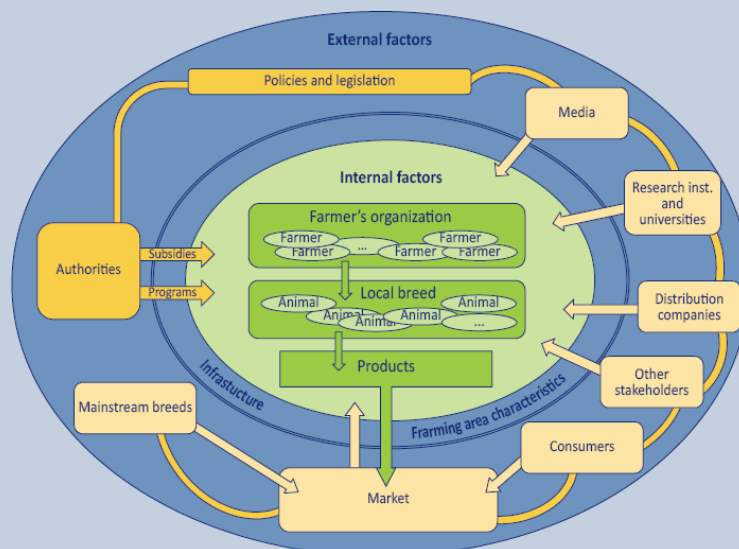 External factors
Policies and legislation
Media
Internal factors
Research inst.
and
universities
Farmer's organization
Farmer
Farmer
...
Farmer
Farmer
Farmer
Authorities
Subsidies
Programs
Local breed
Animal
Animal
Animal
Animal
Animal
...
Distribution
companies
Products
Other
stakeholders
Infrastucture
Frarming area characteristics
Mainstream breeds
Consumers
Market